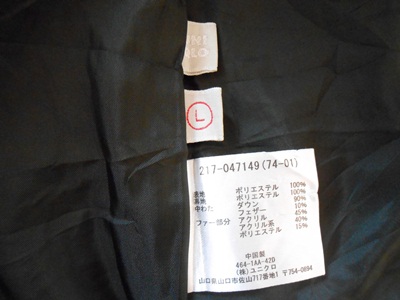 UNI
QLO
L
217-047149(74-01)
表地 ポリエステル 100%
裏地 ポリエステル 100%
中わた ダウン 90%
フェザー 10%
ファー部分 アクリル 45%
アクリル系 40%
ポリエステル 15%
中国製
464-1AA-42D
(株)ユニクロ
山口県山口市佐山717番地1 〒754-0894